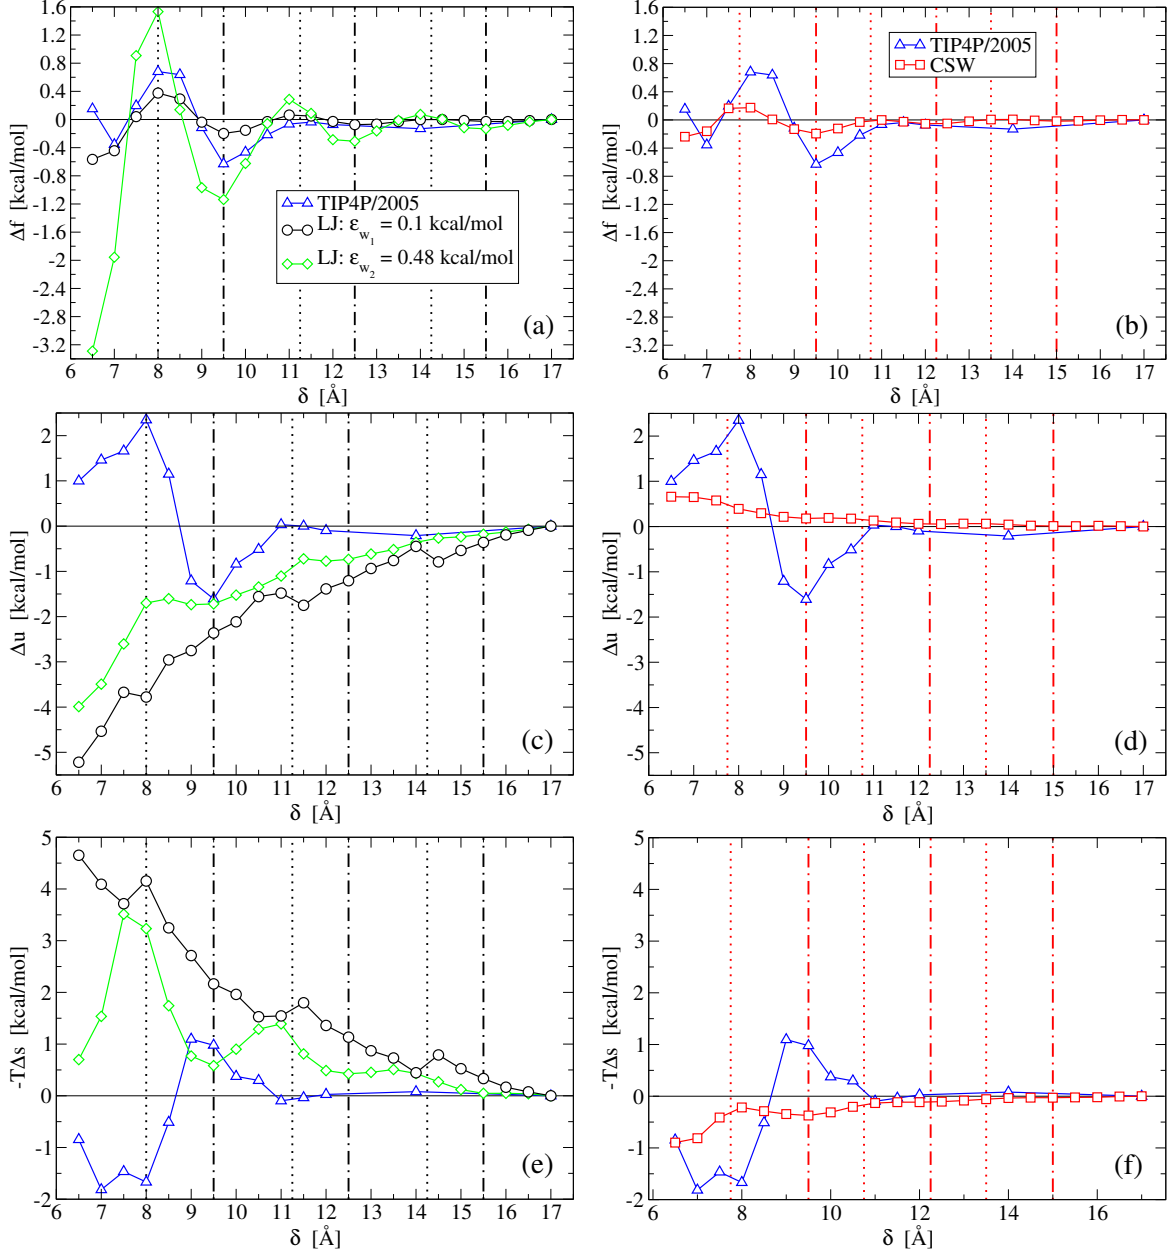 1.6
1.2
0.8
0.4
0
-0.4
-0.8
-1.2
-1.6
-2
-2.4
-2.8
-3.2
Δf [kcal/mol]
TIP4P/2005
LJ: ε_w₁ = 0.1 kcal/mol
LJ: ε_w₂ = 0.48 kcal/mol
(a)
6 7 8 9 10 11 12 13 14 15 16 17
δ [Å]
1.6
1.2
0.8
0.4
0
-0.4
-0.8
-1.2
-1.6
-2
-2.4
-2.8
-3.2
Δf [kcal/mol]
TIP4P/2005
CSW
(b)
6 7 8 9 10 11 12 13 14 15 16 17
δ [Å]
2
1
0
-1
-2
-3
-4
-5
Δu [kcal/mol]
(c)
6 7 8 9 10 11 12 13 14 15 16 17
δ [Å]
2
1
0
-1
-2
-3
-4
-5
Δu [kcal/mol]
(d)
6 7 8 9 10 11 12 13 14 15 16 17
δ [Å]
5
4
3
2
1
0
-1
-2
-TΔs [kcal/mol]
(e)
6 7 8 9 10 11 12 13 14 15 16 17
δ [Å]
5
4
3
2
1
0
-1
-2
-TΔs [kcal/mol]
(f)
6 8 10 12 14 16
δ [Å]